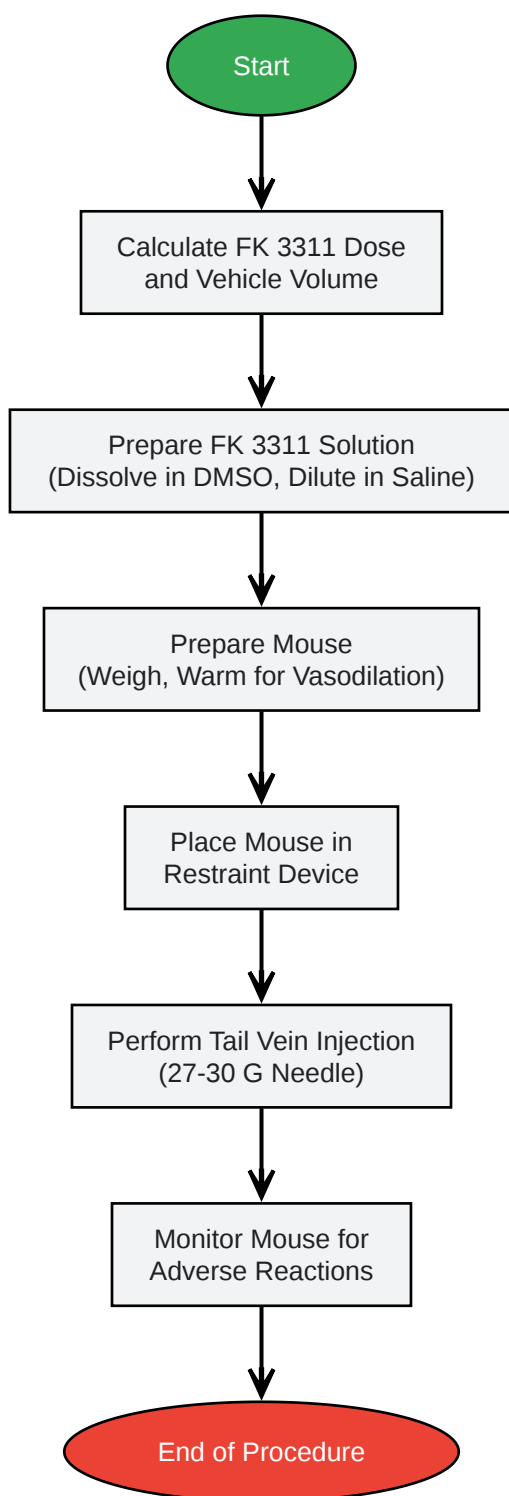 Start
Calculate FK 3311 Dose
and Vehicle Volume
Prepare FK 3311 Solution
(Dissolve in DMSO, Dilute in Saline)
Prepare Mouse
(Weigh, Warm for Vasodilation)
Place Mouse in
Restraint Device
Perform Tail Vein Injection
(27-30 G Needle)
Monitor Mouse for
Adverse Reactions
End of Procedure